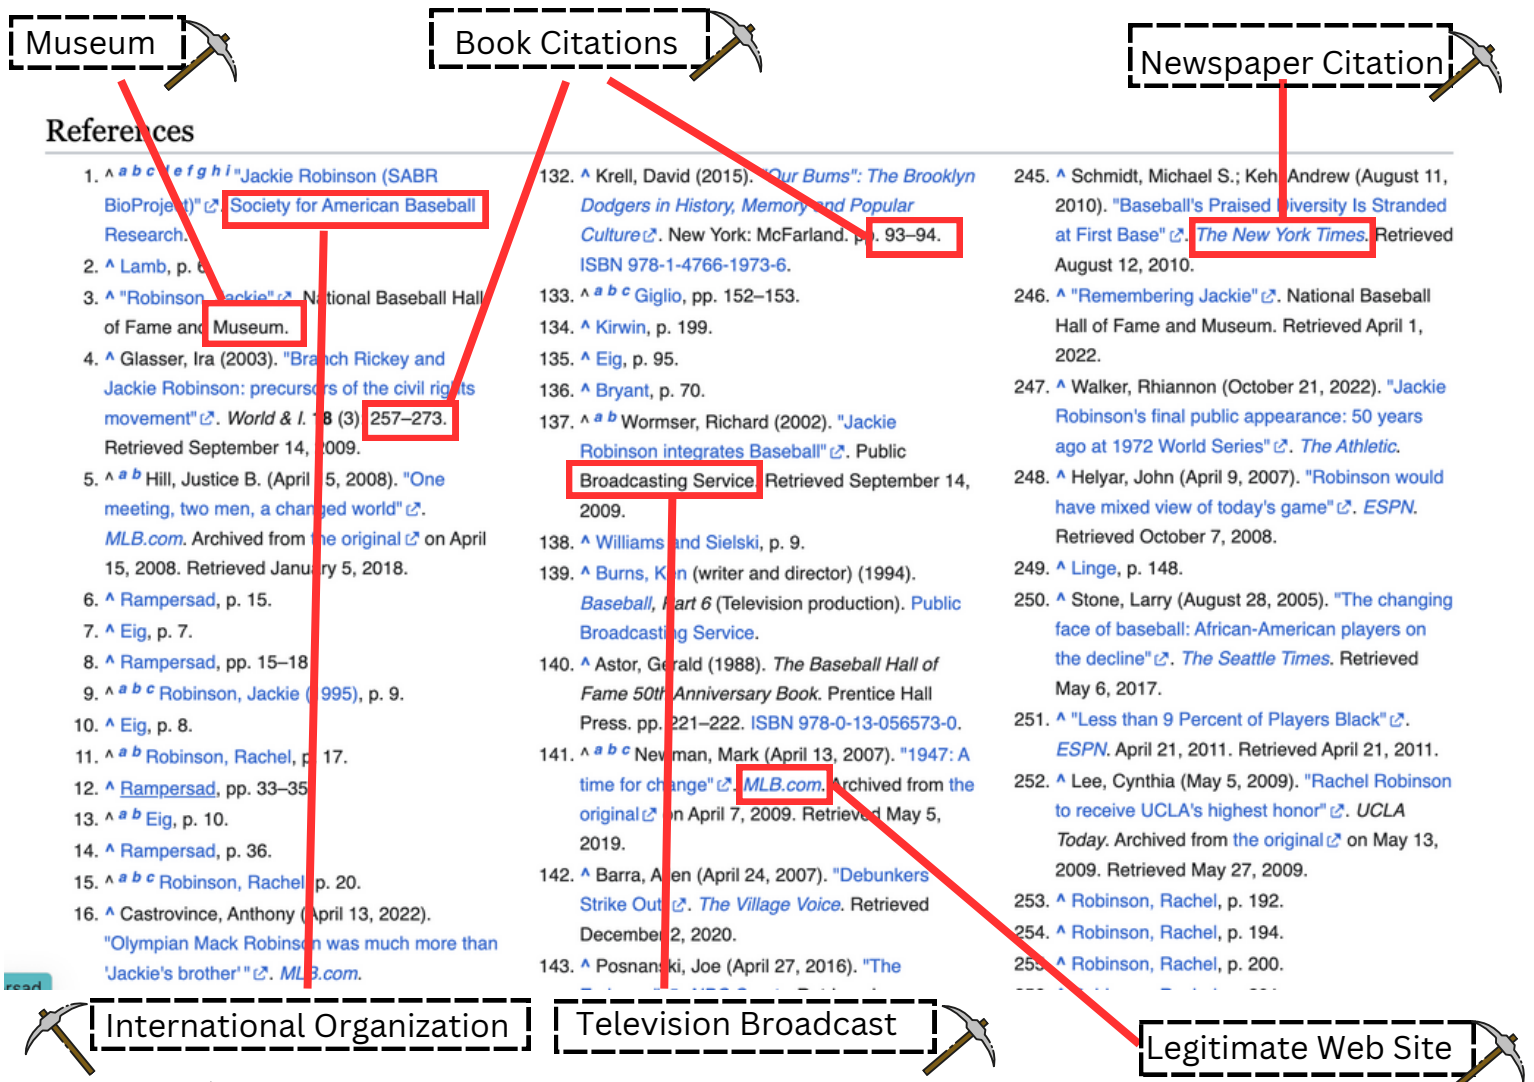 Museum
Book Citations
Newspaper Citation
References
1. ^ a b c d e f g h i "Jackie Robinson (SABR
BioProject)". Society for American Baseball
Research.
2. ^ Lamb, p. 6
3. ^ "Robinson, Jackie". National Baseball Hall
of Fame and Museum.
4. ^ Glasser, Ira (2003). "Branch Rickey and
Jackie Robinson: precursors of the civil rights
movement". World & I. 18 (3) 257–273.
Retrieved September 14, 2009.
5. ^ a b Hill, Justice B. (April 15, 2008). "One
meeting, two men, a changed world".
MLB.com. Archived from the original on April
15, 2008. Retrieved January 5, 2018.
6. ^ Rampersad, p. 15.
7. ^ Eig, p. 7.
8. ^ Rampersad, pp. 15–18
9. ^ a b c Robinson, Jackie (1995), p. 9.
10. ^ Eig, p. 8.
11. ^ a b Robinson, Rachel, p. 17.
12. ^ Rampersad, pp. 33–35
13. ^ a b Eig, p. 10.
14. ^ Rampersad, p. 36.
15. ^ a b c Robinson, Rachel, p. 20.
16. ^ Castrovince, Anthony (April 13, 2022).
"Olympian Mack Robinson was much more than
'Jackie's brother'". MLB.com.
132. ^ Krell, David (2015). "Our Bums": The Brooklyn
Dodgers in History, Memory and Popular
Culture. New York: McFarland. pp. 93–94.
ISBN 978-1-4766-1973-6.
133. ^ a b c Giglio, pp. 152–153.
134. ^ Kirwin, p. 199.
135. ^ Eig, p. 95.
136. ^ Bryant, p. 70.
137. ^ a b Wormser, Richard (2002). "Jackie
Robinson integrates Baseball". Public
Broadcasting Service. Retrieved September 14,
2009.
138. ^ Williams and Sielski, p. 9.
139. ^ Burns, Ken (writer and director) (1994).
Baseball, Part 6 (Television production). Public
Broadcasting Service.
140. ^ Astor, Gerald (1988). The Baseball Hall of
Fame 50th Anniversary Book. Prentice Hall
Press. pp. 221–222. ISBN 978-0-13-056573-0.
141. ^ a b c Newman, Mark (April 13, 2007). "1947: A
time for change". MLB.com. Archived from the
original on April 7, 2009. Retrieved May 5,
2019.
142. ^ Barra, Allen (April 24, 2007). "Debunkers
Strike Out". The Village Voice. Retrieved
December 2, 2020.
143. ^ Posnanski, Joe (April 27, 2016). "The
245. ^ Schmidt, Michael S.; Keh, Andrew (August 11,
2010). "Baseball's Praised Diversity Is Stranded
at First Base". The New York Times. Retrieved
August 12, 2010.
246. ^ "Remembering Jackie". National Baseball
Hall of Fame and Museum. Retrieved April 1,
2022.
247. ^ Walker, Rhiannon (October 21, 2022). "Jackie
Robinson's final public appearance: 50 years
ago at 1972 World Series". The Athletic.
248. ^ Helyar, John (April 9, 2007). "Robinson would
have mixed view of today's game". ESPN.
Retrieved October 7, 2008.
249. ^ Linge, p. 148.
250. ^ Stone, Larry (August 28, 2005). "The changing
face of baseball: African-American players on
the decline". The Seattle Times. Retrieved
May 6, 2017.
251. ^ "Less than 9 Percent of Players Black".
ESPN. April 21, 2011. Retrieved April 21, 2011.
252. ^ Lee, Cynthia (May 5, 2009). "Rachel Robinson
to receive UCLA's highest honor". UCLA
Today. Archived from the original on May 13,
2009. Retrieved May 27, 2009.
253. ^ Robinson, Rachel, p. 192.
254. ^ Robinson, Rachel, p. 194.
255. ^ Robinson, Rachel, p. 200.
International Organization
Television Broadcast
Legitimate Web Site